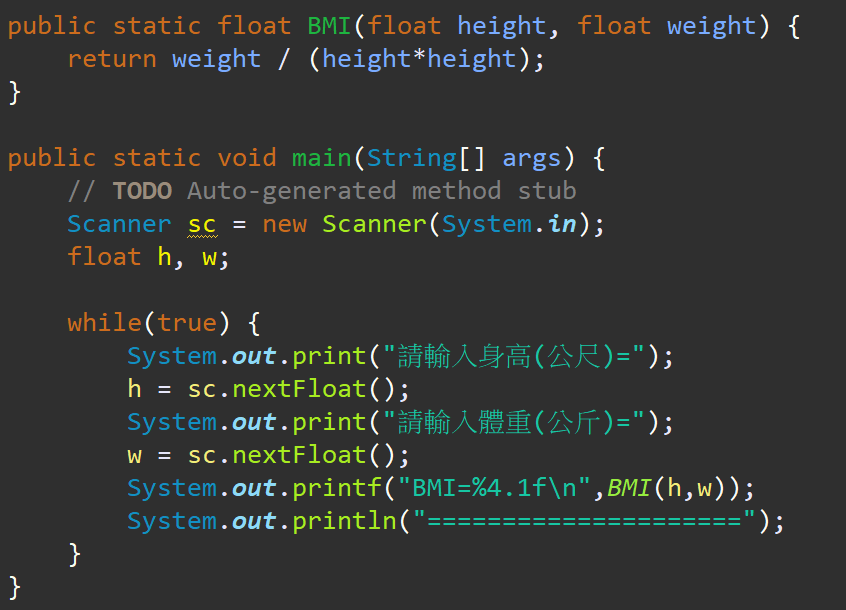 public static float BMI(float height, float weight) {
    return weight / (height*height);
}

public static void main(String[] args) {
    // TODO Auto-generated method stub
    Scanner sc = new Scanner(System.in);
    float h, w;

    while(true) {
        System.out.print("請輸入身高(公尺)=");
        h = sc.nextFloat();
        System.out.print("請輸入體重(公斤)=");
        w = sc.nextFloat();
        System.out.printf("BMI=%4.1f\n",BMI(h,w));
        System.out.println("=====================");
    }
}